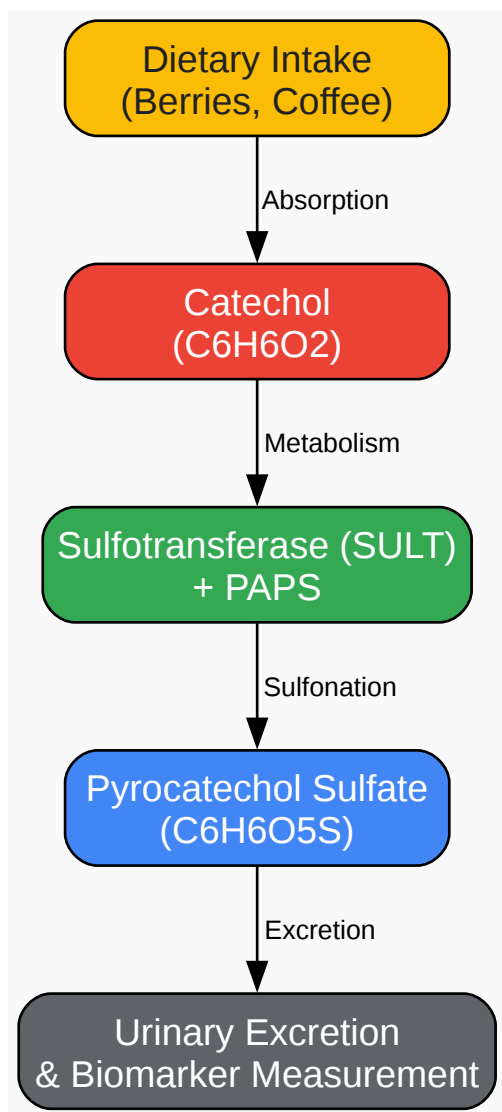 Dietary Intake
(Berries, Coffee)
Absorption
Catechol
(C6H6O2)
Metabolism
Sulfotransferase (SULT)
+ PAPS
Sulfonation
Pyrocatechol Sulfate
(C6H6O5S)
Excretion
Urinary Excretion
& Biomarker Measurement